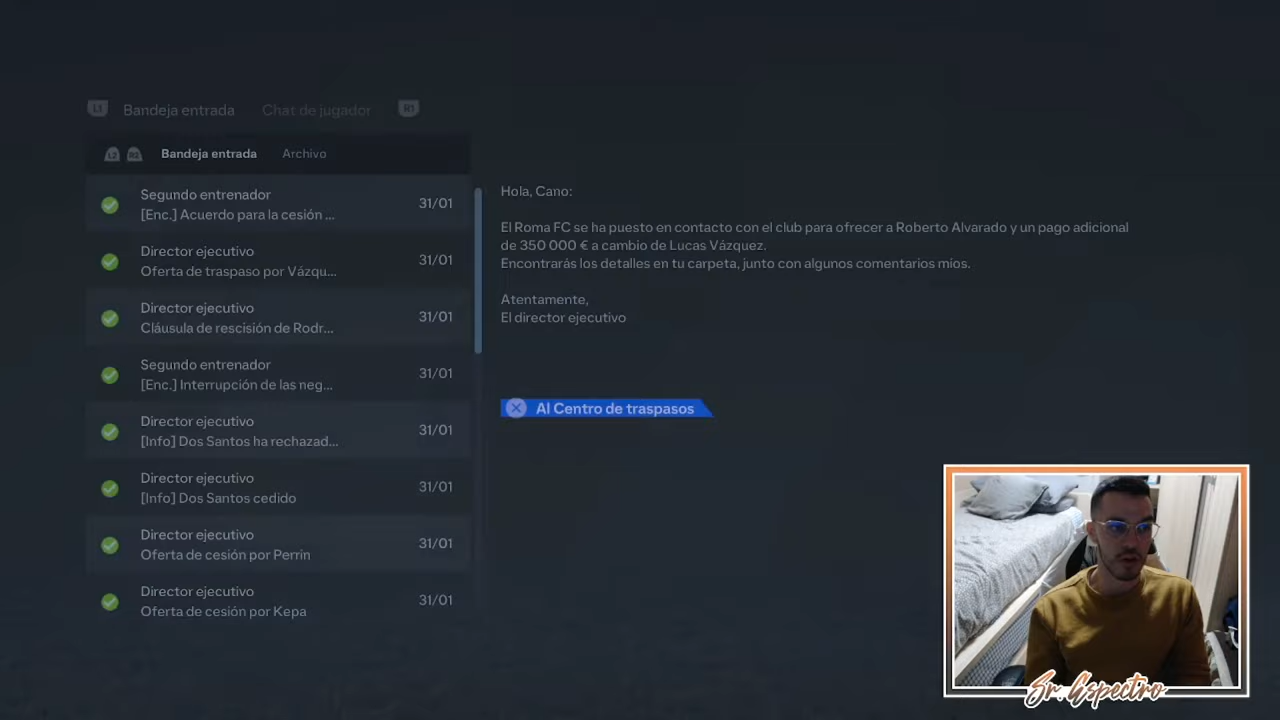 L1 Bandeja entrada Chat de jugador R1
L2 R2 Bandeja entrada Archivo
Segundo entrenador
[Enc.] Acuerdo para la cesión ...
31/01
Director ejecutivo
Oferta de traspaso por Vázqu...
31/01
Director ejecutivo
Cláusula de rescisión de Rodr...
31/01
Segundo entrenador
[Enc.] Interrupción de las neg...
31/01
Director ejecutivo
[Info] Dos Santos ha rechazad...
31/01
Director ejecutivo
[Info] Dos Santos cedido
31/01
Director ejecutivo
Oferta de cesión por Perrin
31/01
Director ejecutivo
Oferta de cesión por Kepa
31/01
Hola, Cano:
El Roma FC se ha puesto en contacto con el club para ofrecer a Roberto Alvarado y un pago adicional
de 350 000 € a cambio de Lucas Vázquez.
Encontrarás los detalles en tu carpeta, junto con algunos comentarios míos.
Atentamente,
El director ejecutivo
Al Centro de traspasos
Sr. Aspectro